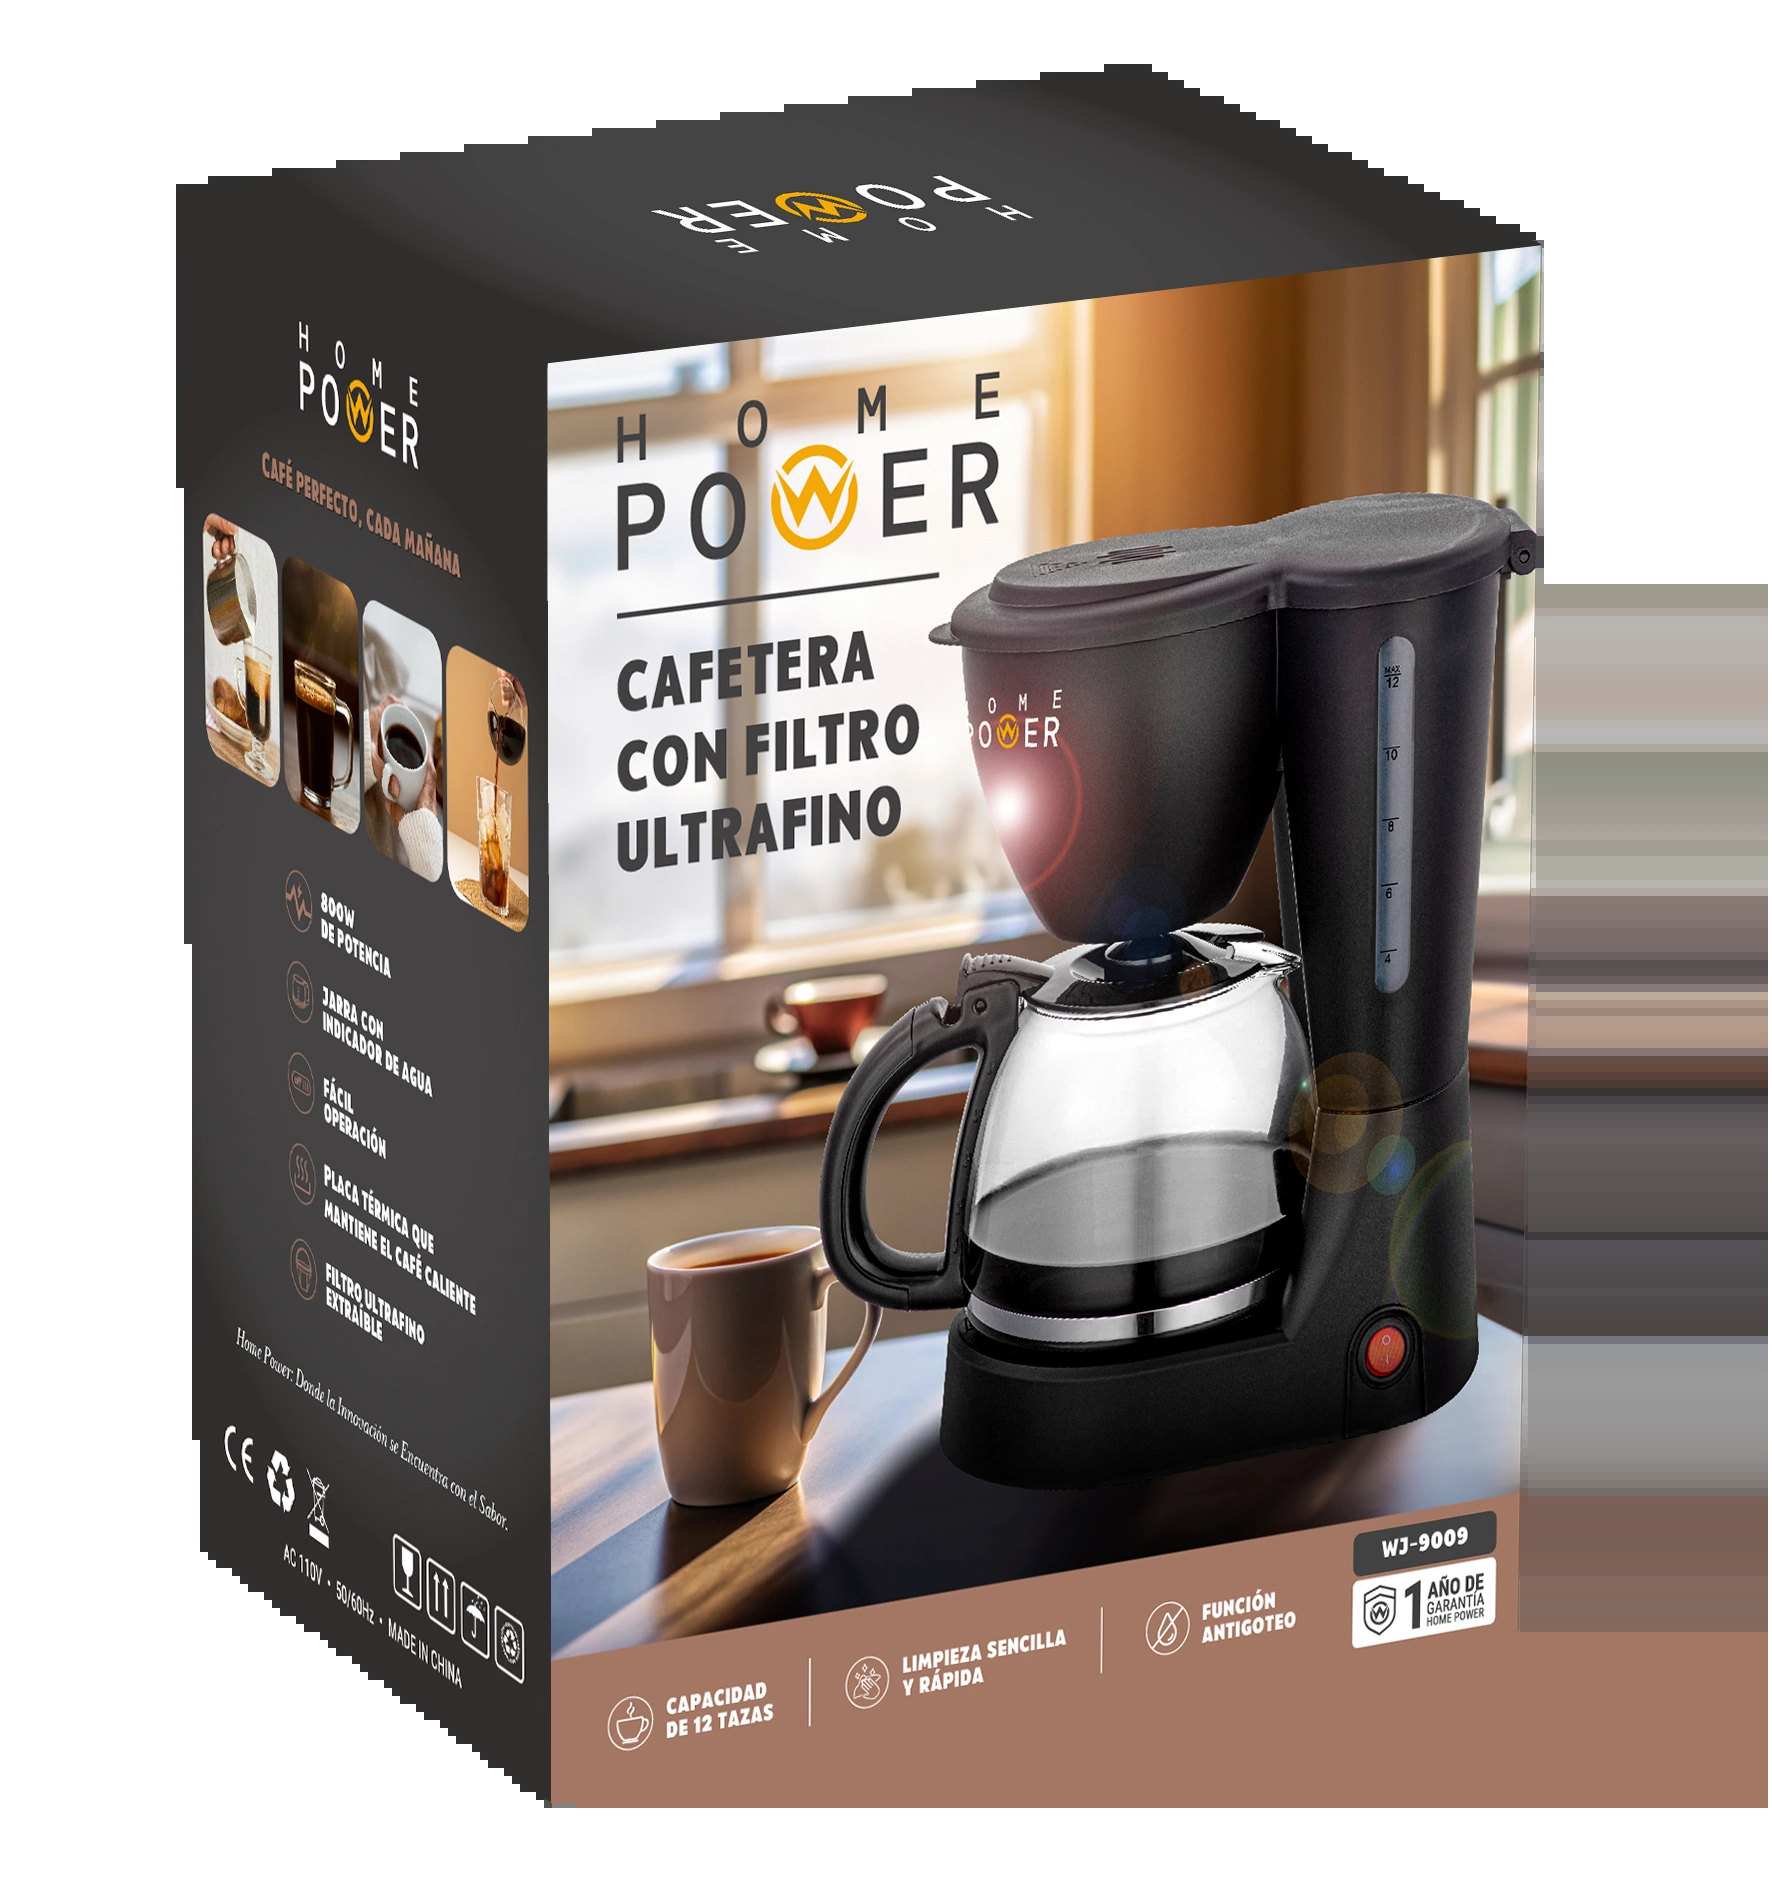 HOME
POWER
HOME
POWER
CAFÉ PERFECTO, CADA MAÑANA
800W
DE POTENCIA
JARRA CON
INDICADOR DE AGUA
FÁCIL
OPERACIÓN
PLACA TÉRMICA QUE
MANTIENE EL CAFÉ CALIENTE
FILTRO ULTRAFINO
EXTRAÍBLE
Home Power: Donde la Innovación se Encuentra con el Sabor.
CE
AC 110V • 50/60Hz • MADE IN CHINA
HOME
POWER
CAFETERA
CON FILTRO
ULTRAFINO
OME
POWER
MAX
12
10
8
6
4
WJ-9009
1 AÑO DE
GARANTÍA
HOME POWER
CAPACIDAD
DE 12 TAZAS
LIMPIEZA SENCILLA
Y RÁPIDA
FUNCIÓN
ANTIGOTEO